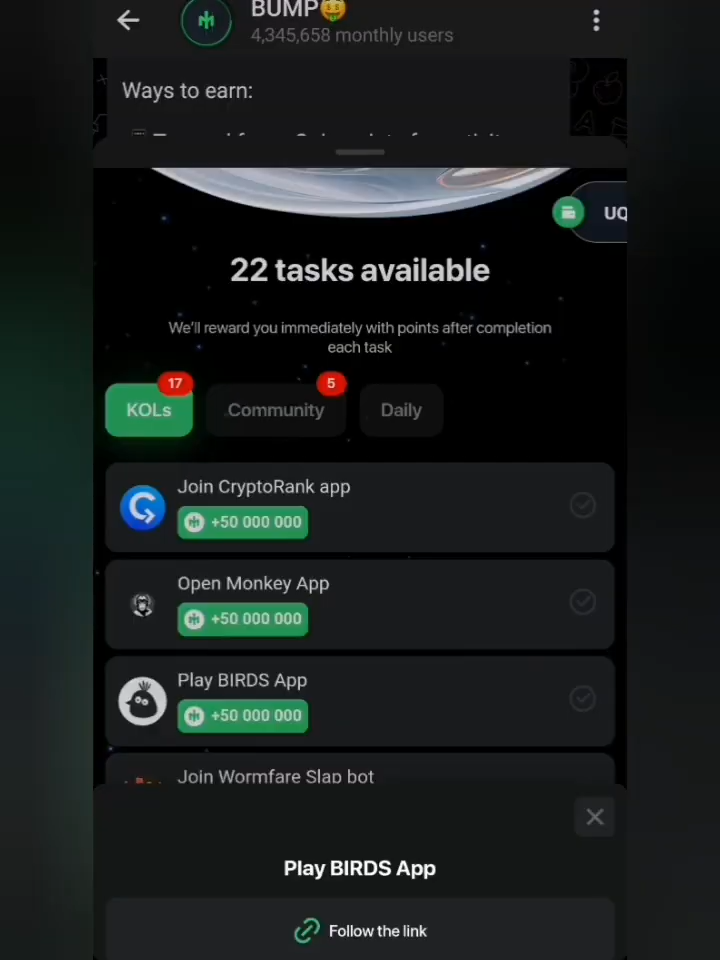 BUMP🤑
4,345,658 monthly users
Ways to earn:
UQ
22 tasks available
We'll reward you immediately with points after completion
each task
17
5
KOLs
Community
Daily
Join CryptoRank app
+50 000 000
Open Monkey App
+50 000 000
Play BIRDS App
+50 000 000
Join Wormfare Slap bot
Play BIRDS App
Follow the link